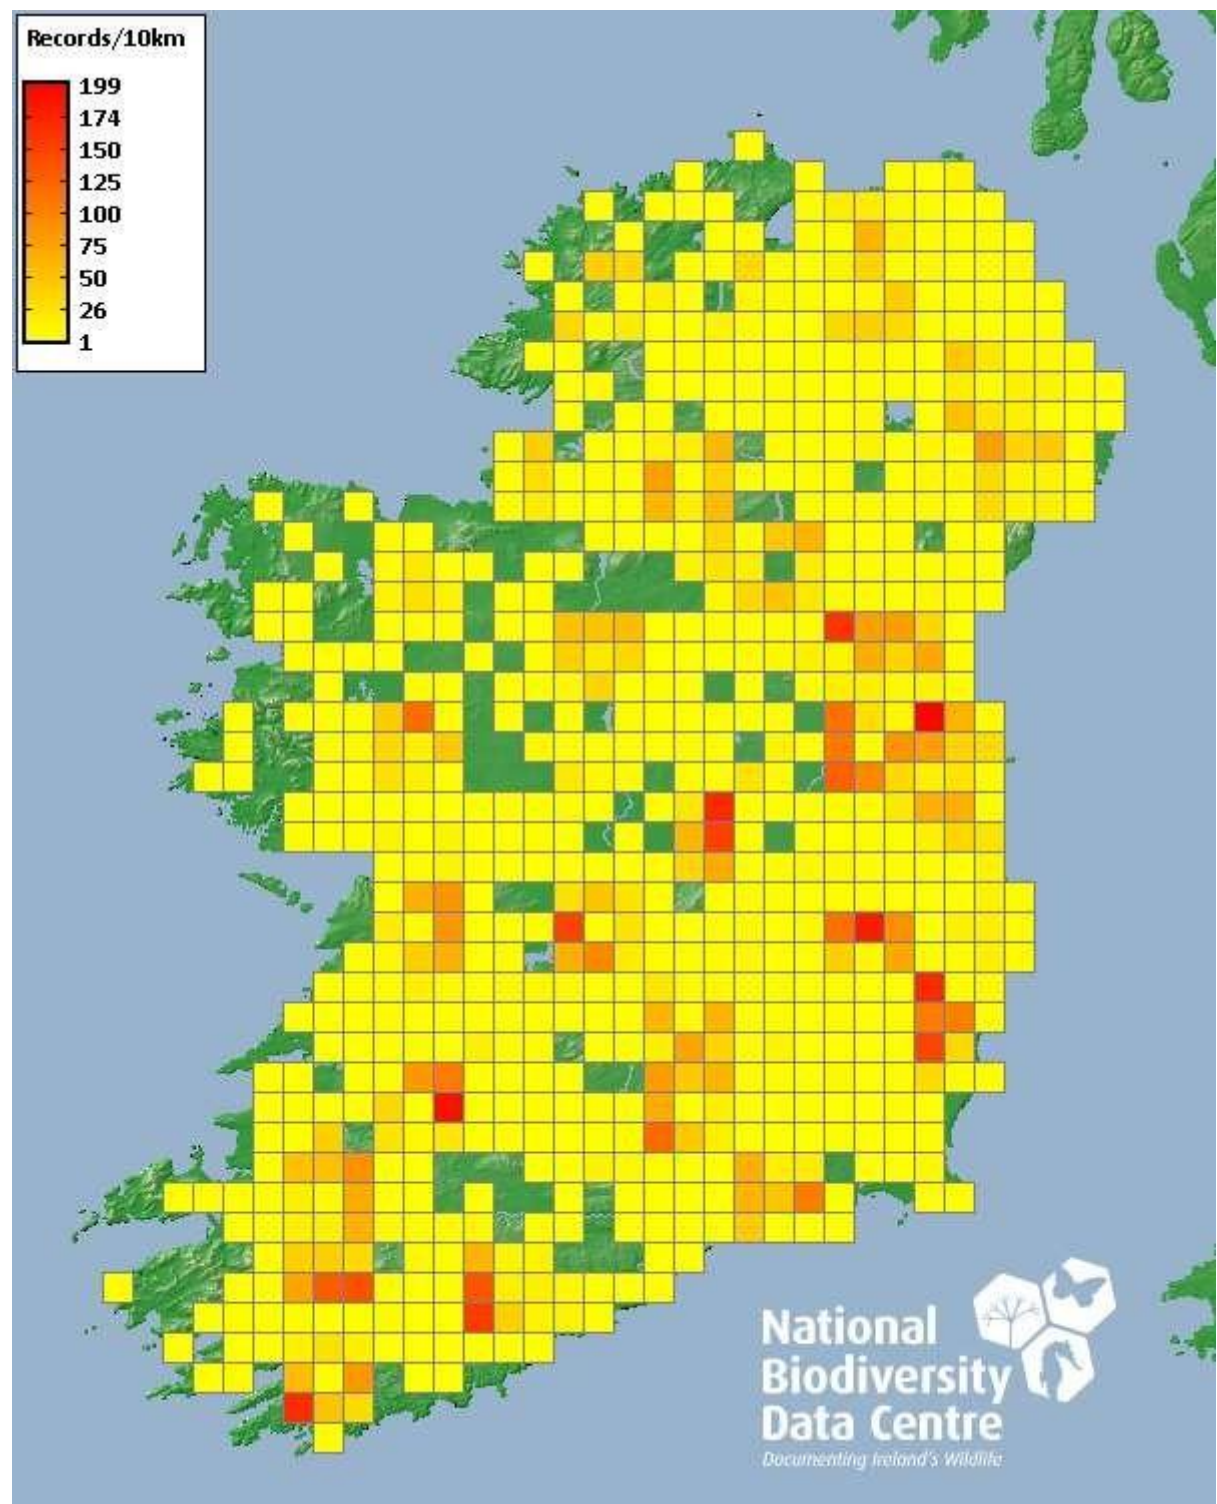 Records/10km
199
174
150
125
100
75
50
26
1
National
Biodiversity
Data Centre
Documenting Ireland's Wildlife